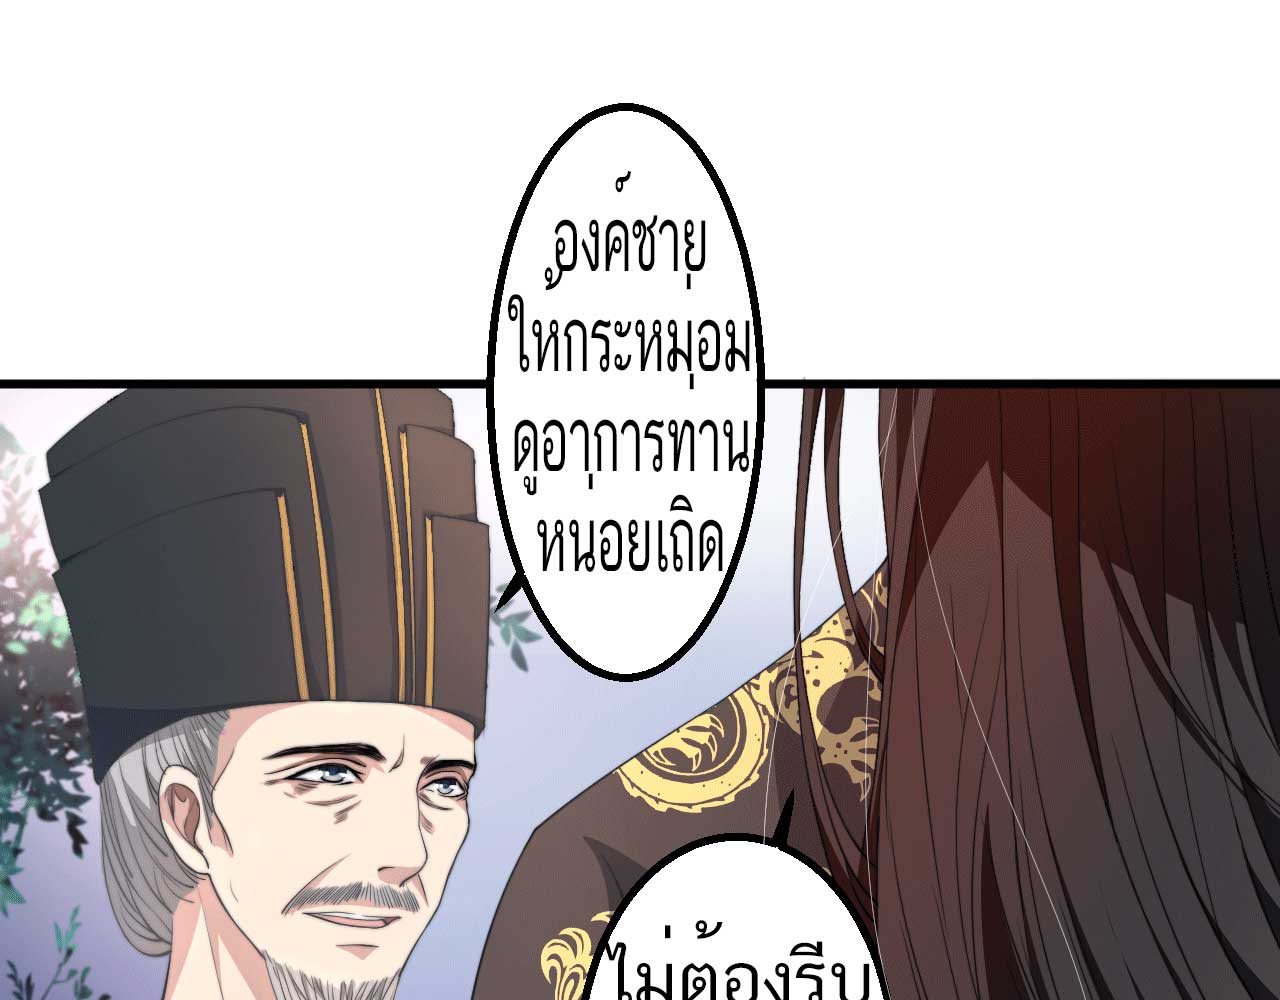 องค์ชาย
ให้กระหม่อม
ดูอาการท่าน
หน่อยเถิด
ไม่ต้องรีบ